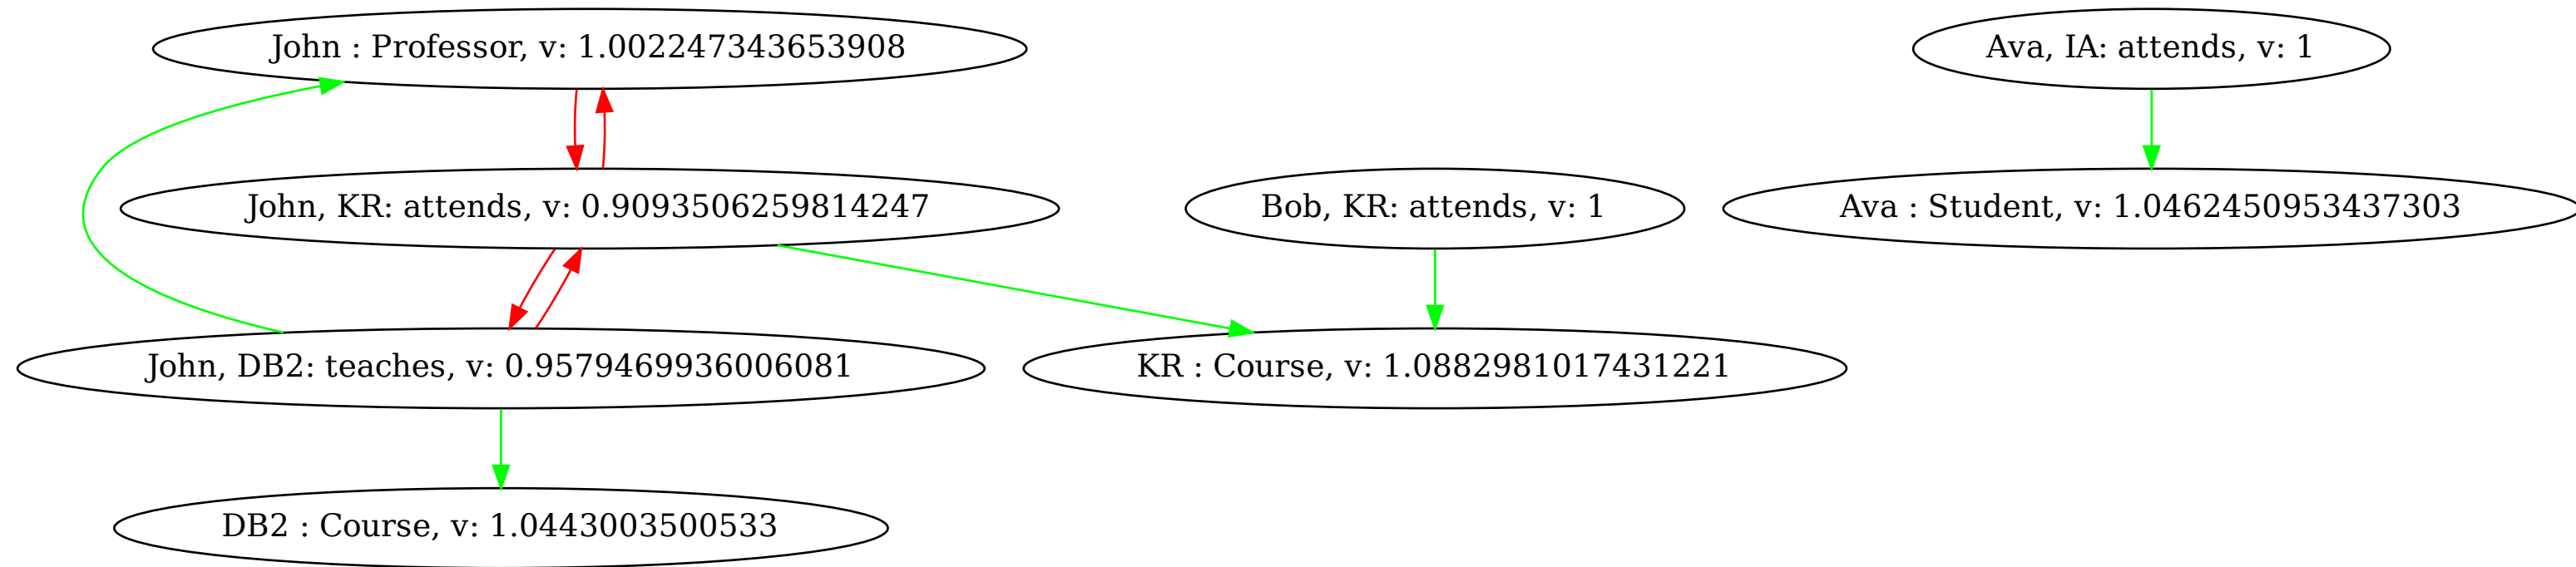 John : Professor, v: 1.002247343653908
Ava, IA: attends, v: 1
John, KR: attends, v: 0.9093506259814247
Bob, KR: attends, v: 1
Ava : Student, v: 1.0462450953437303
John, DB2: teaches, v: 0.9579469936006081
KR : Course, v: 1.0882981017431221
DB2 : Course, v: 1.0443003500533